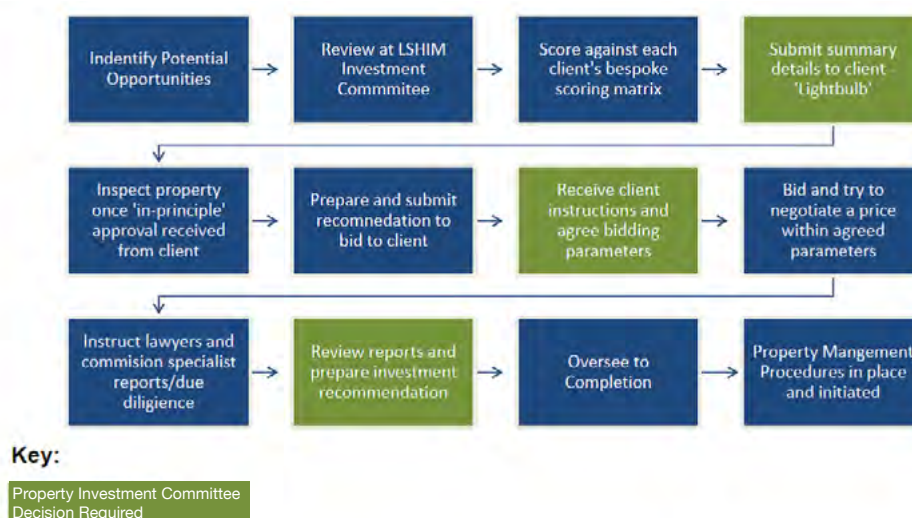 Indentify Potential
Opportunities
Review at LSHIM
Investment
Commmitee
Score against each
client's bespoke
scoring matrix
Submit summary
details to client -
'Lightbulb'
Inspect property
once 'in-principle'
approval received
from client
Prepare and submit
recomnedation to
bid to client
Receive client
instructions and
agree bidding
parameters
Bid and try to
negotiate a price
within agreed
parameters
Instruct lawyers and
commision specialist
reports/due
diligience
Review reports and
prepare investment
recommendation
Oversee to
Completion
Property Mangement
Procedures in place
and initiated
Key:
Property Investment Committee
Decision Required